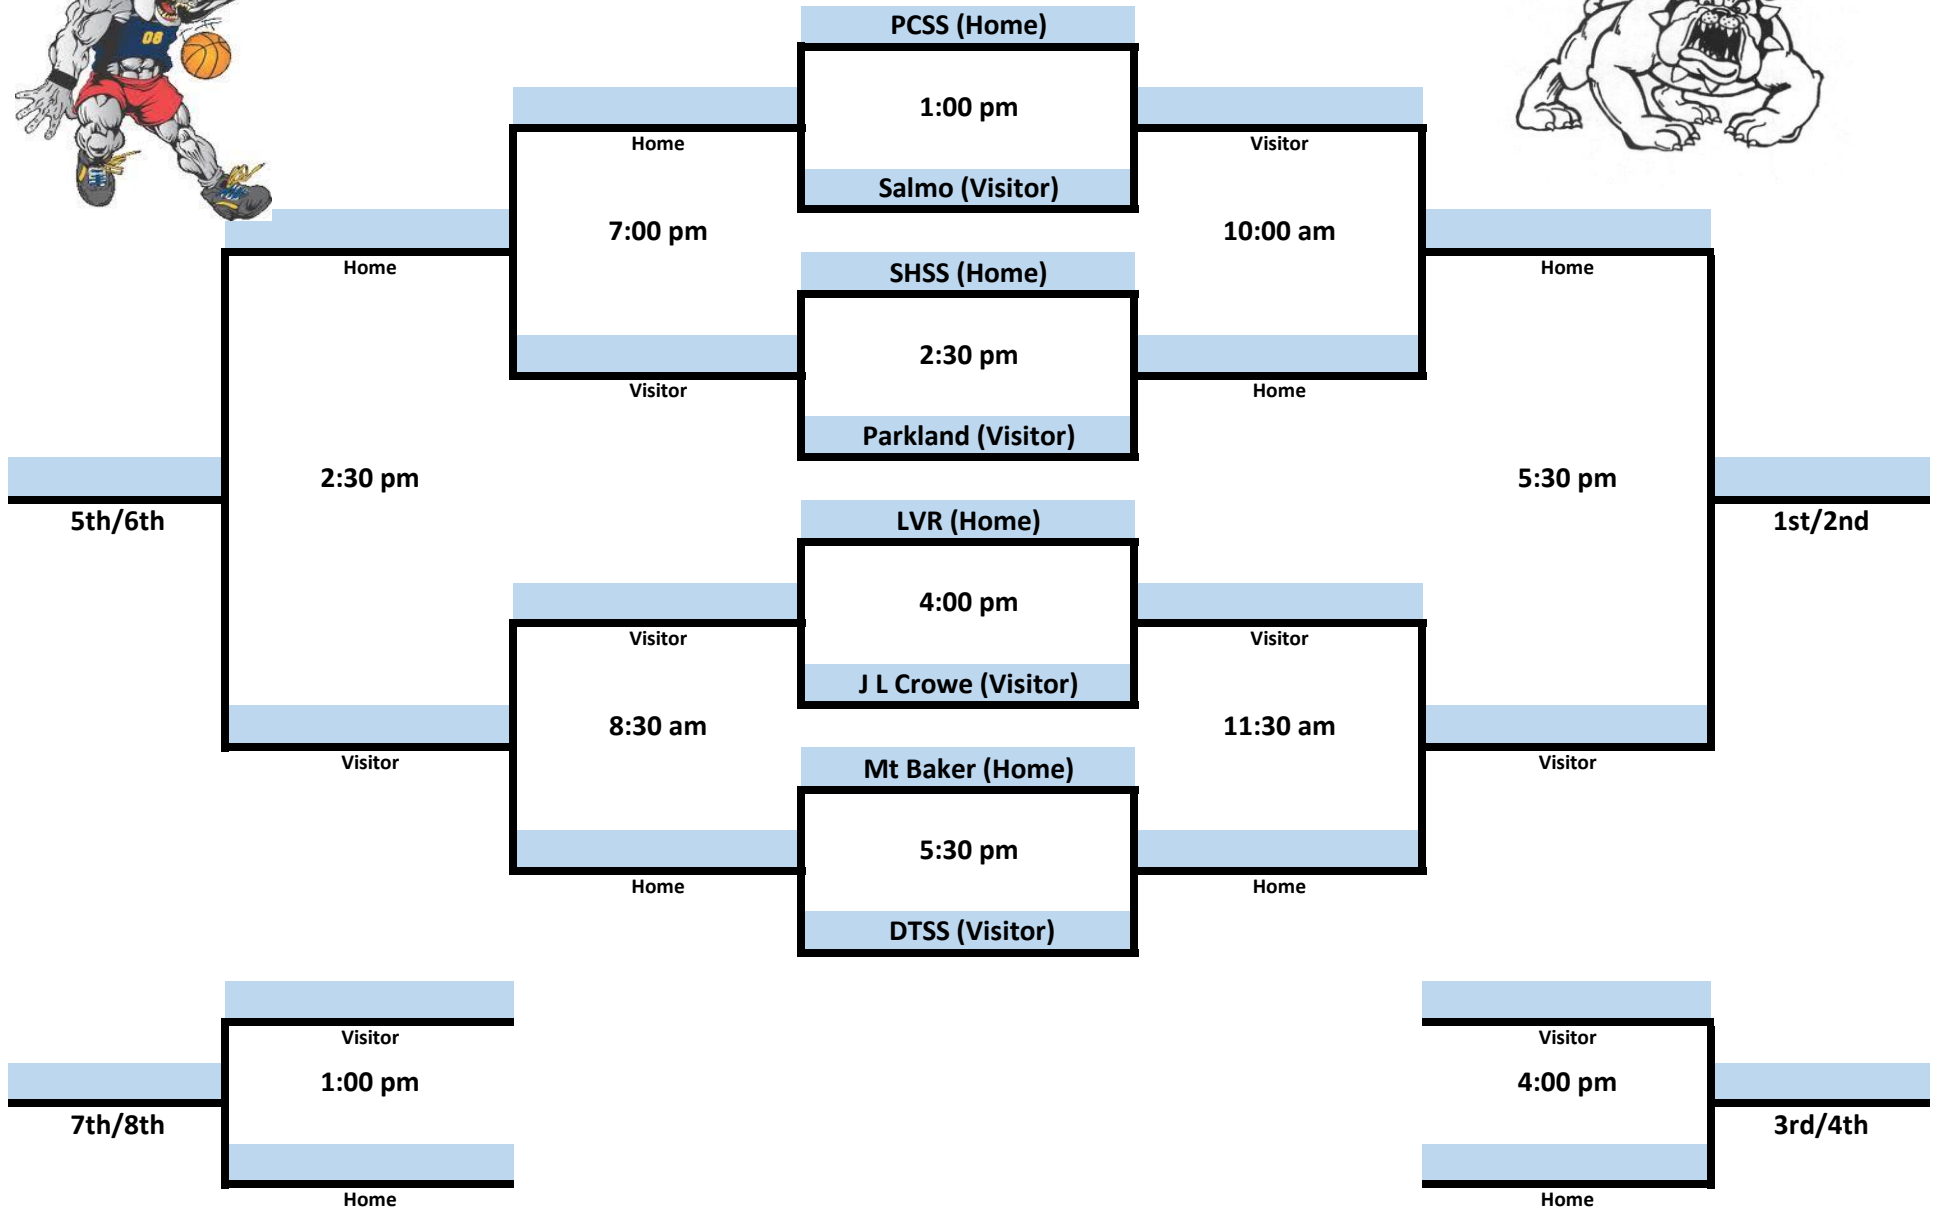 PCSS (Home)
08
1:00 pm
Home
Visitor
Salmo (Visitor)
7:00 pm
10:00 am
Home
SHSS (Home)
Home
2:30 pm
Visitor
Home
Parkland (Visitor)
2:30 pm
5:30 pm
5th/6th
LVR (Home)
1st/2nd
4:00 pm
Visitor
Visitor
J L Crowe (Visitor)
8:30 am
11:30 am
Visitor
Mt Baker (Home)
Visitor
5:30 pm
Home
Home
DTSS (Visitor)
Visitor
Visitor
1:00 pm
4:00 pm
7th/8th
3rd/4th
Home
Home